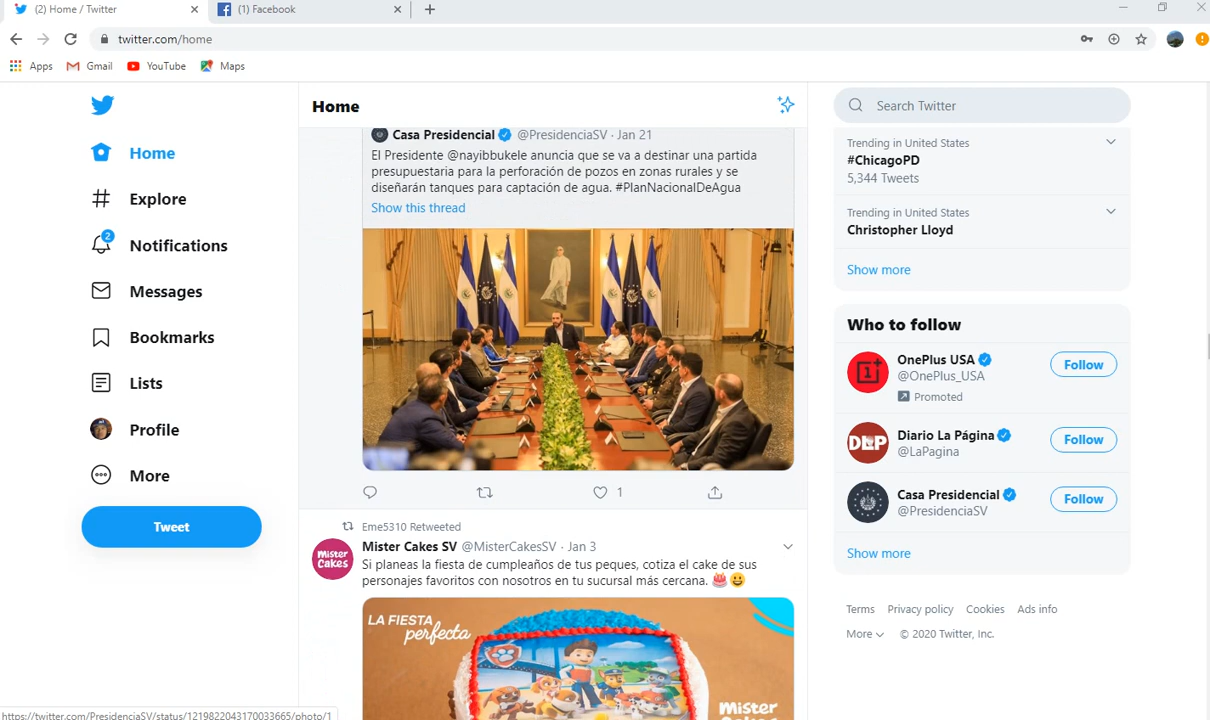 (2) Home / Twitter
(1) Facebook
twitter.com/home
Apps
Gmail
YouTube
Maps
Home
Explore
Notifications
2
Messages
Bookmarks
Lists
Profile
More
Tweet
Home
Casa Presidencial @PresidenciaSV · Jan 21
El Presidente @nayibbukele anuncia que se va a destinar una partida
presupuestaria para la perforación de pozos en zonas rurales y se
diseñarán tanques para captación de agua. #PlanNacionalDeAgua
Show this thread
1
Eme5310 Retweeted
Mister Cakes SV @MisterCakesSV · Jan 3
Mister
Cakes
Si planeas la fiesta de cumpleaños de tus peques, cotiza el cake de sus
personajes favoritos con nosotros en tu sucursal más cercana. 🎂😃
LA FIESTA
perfecta
Mister
Cakes
Search Twitter
Trending in United States
#ChicagoPD
5,344 Tweets
Trending in United States
Christopher Lloyd
Show more
Who to follow
OnePlus USA
@OnePlus_USA
Promoted
Follow
DLP
Diario La Página
@LaPagina
Follow
Casa Presidencial
@PresidenciaSV
Follow
Show more
Terms Privacy policy Cookies Ads info
More © 2020 Twitter, Inc.
https://twitter.com/PresidenciaSV/status/1219822043170033665/photo/1